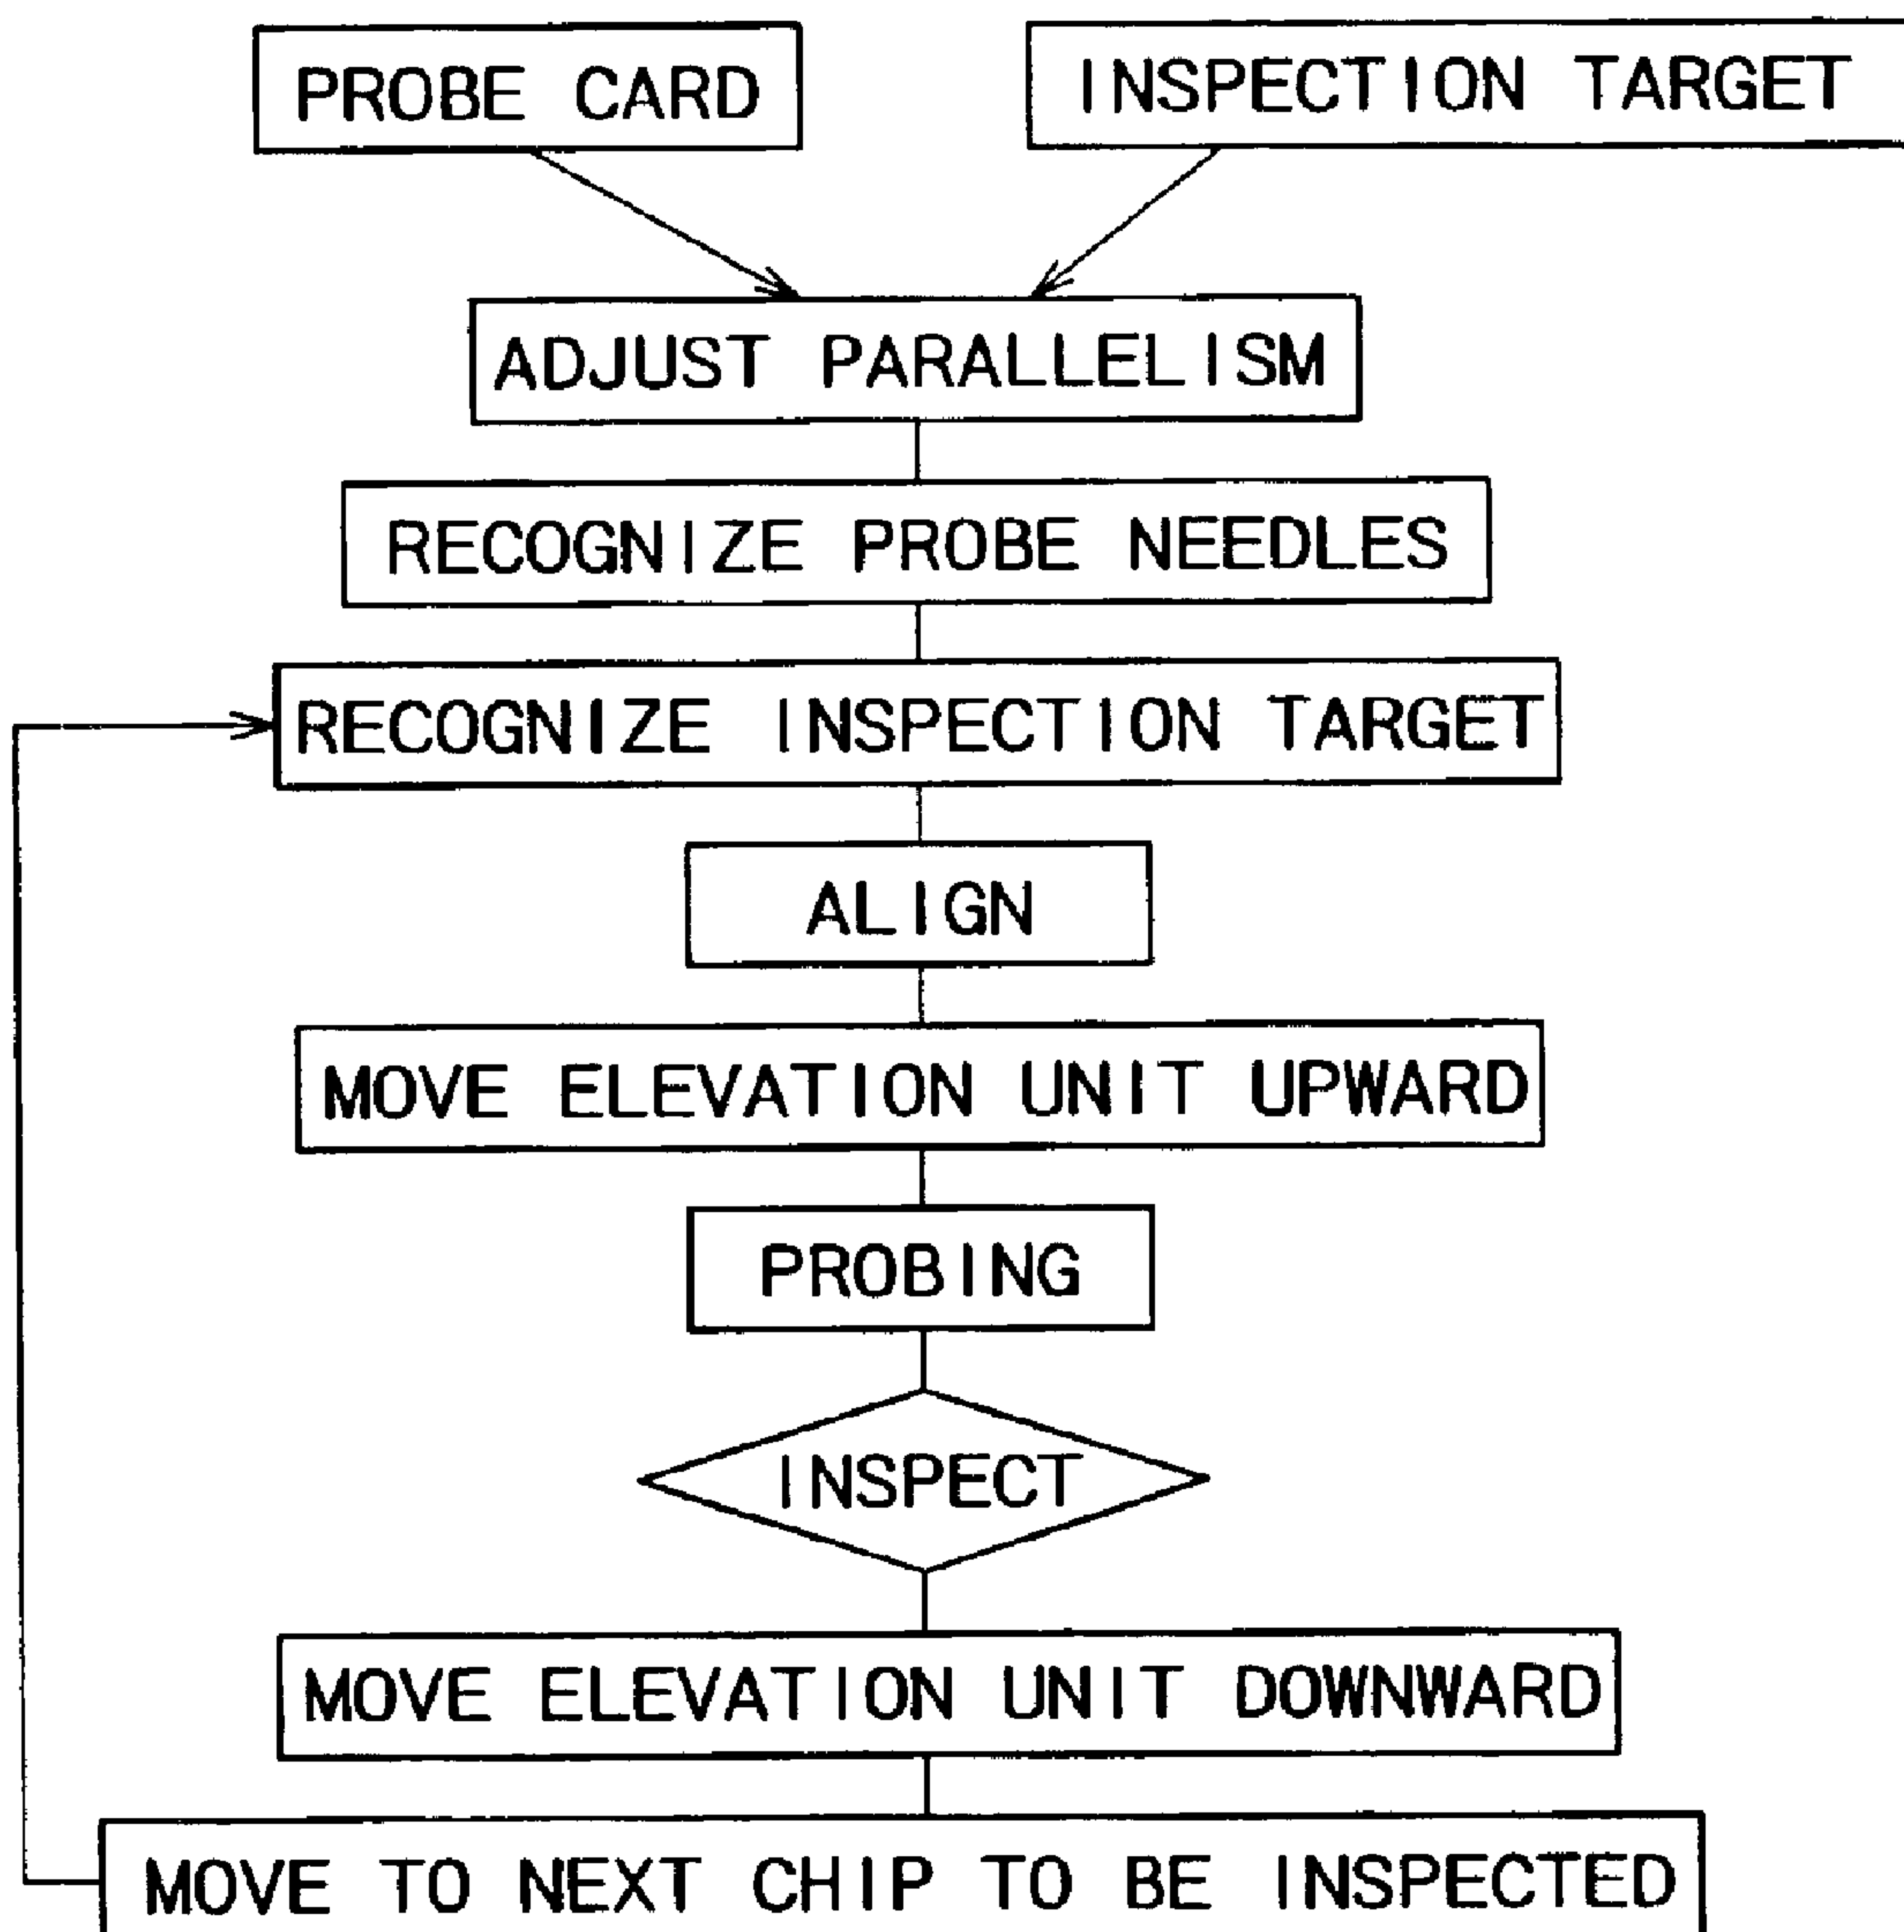 PROBE CARD
INSPECTION TARGET
ADJUST PARALLELISM
RECOGNIZE PROBE NEEDLES
RECOGNIZE INSPECTION TARGET
ALIGN
MOVE ELEVATION UNIT UPWARD
PROBING
INSPECT
MOVE ELEVATION UNIT DOWNWARD
MOVE TO NEXT CHIP TO BE INSPECTED